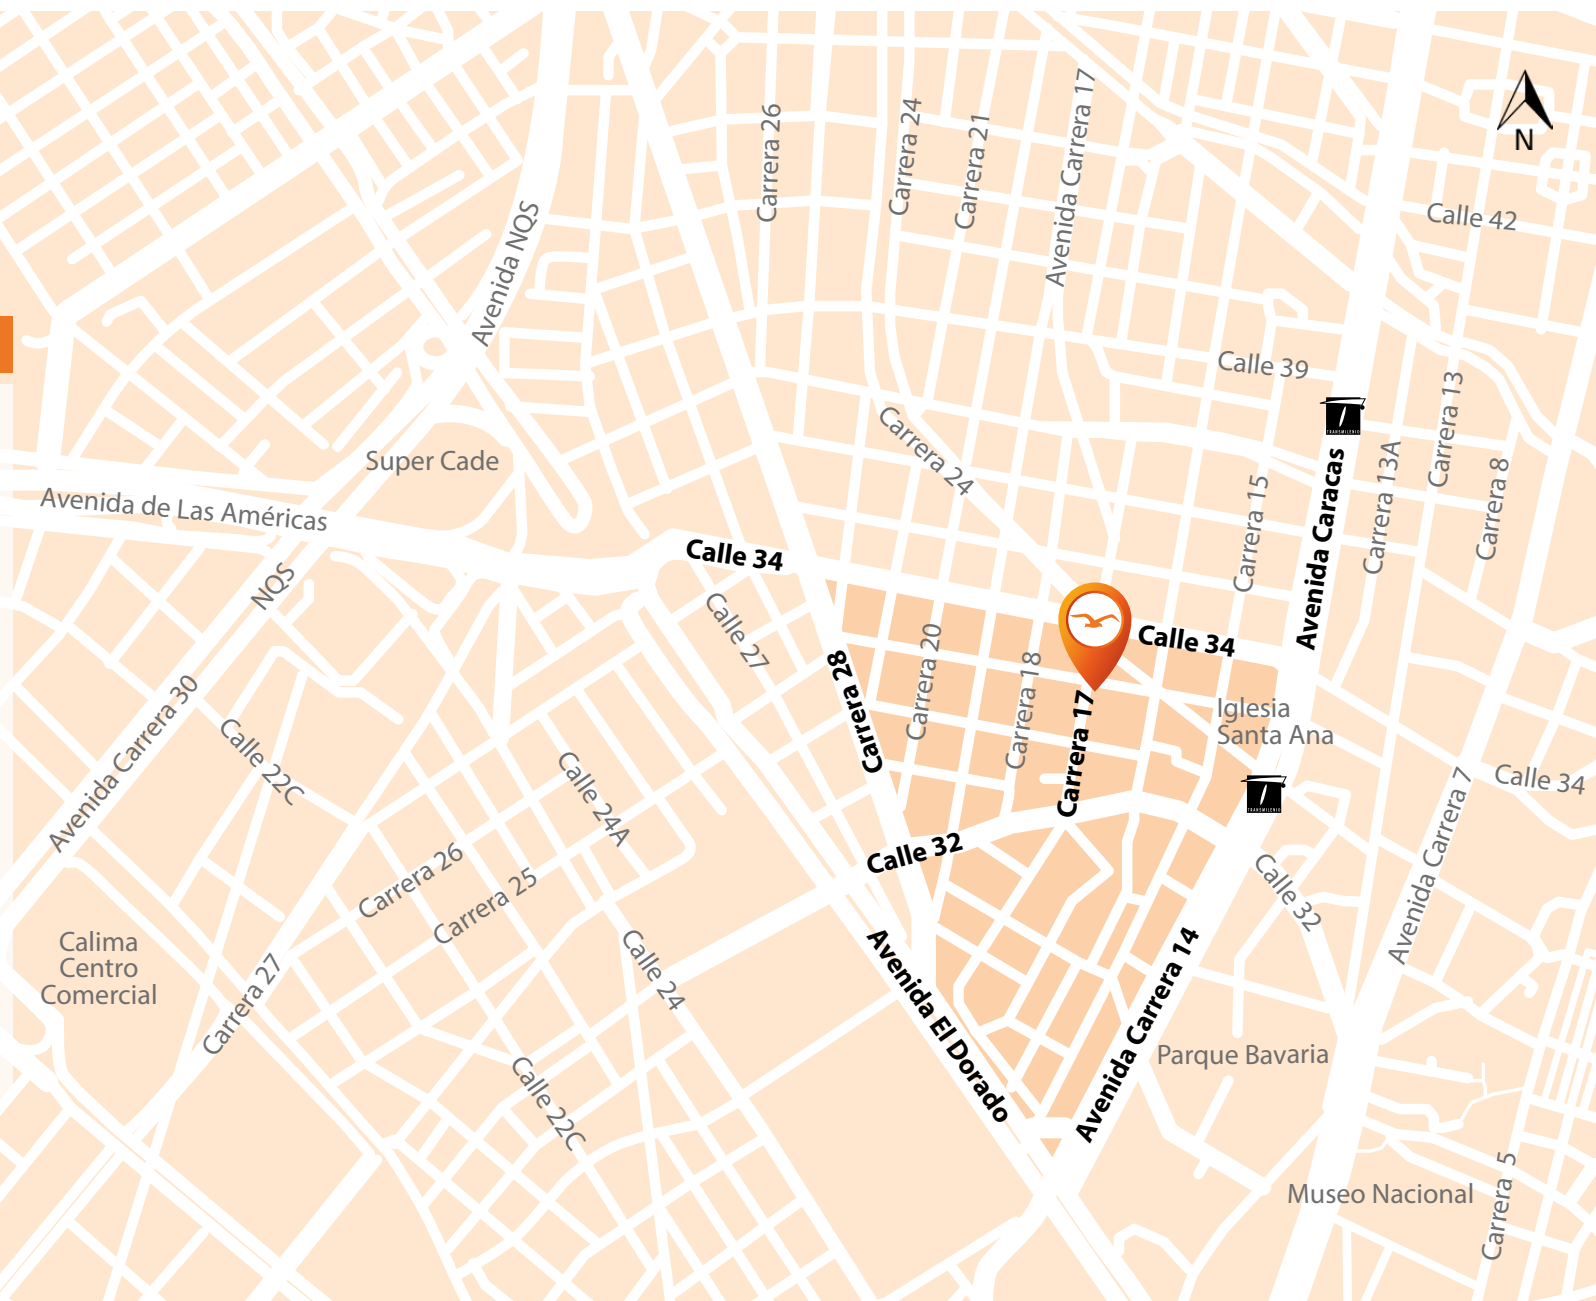 Carrera 26
Carrera 24
Carrera 21
Avenida Carrera 17
N
Calle 42
Avenida NQS
Calle 39
Carrera 13
Carrera 24
Super Cade
Carrera 13A
Carrera 8
Carrera 15
Avenida Caracas
TRANSMILENIO
Avenida de Las Américas
Calle 34
NQS
Calle 27
Carrera 20
Carrera 18
Calle 34
Carrera 28
Carrera 17
Iglesia
Santa Ana
Avenida Carrera 30
Calle 22C
Calle 24A
TRANSMILENIO
Calle 34
Avenida Carrera 7
Calle 32
Calle 32
Carrera 26
Carrera 25
Calima
Centro
Comercial
Carrera 27
Calle 24
Avenida El Dorado
Avenida Carrera 14
Parque Bavaria
Calle 22C
Museo Nacional
Carrera 5